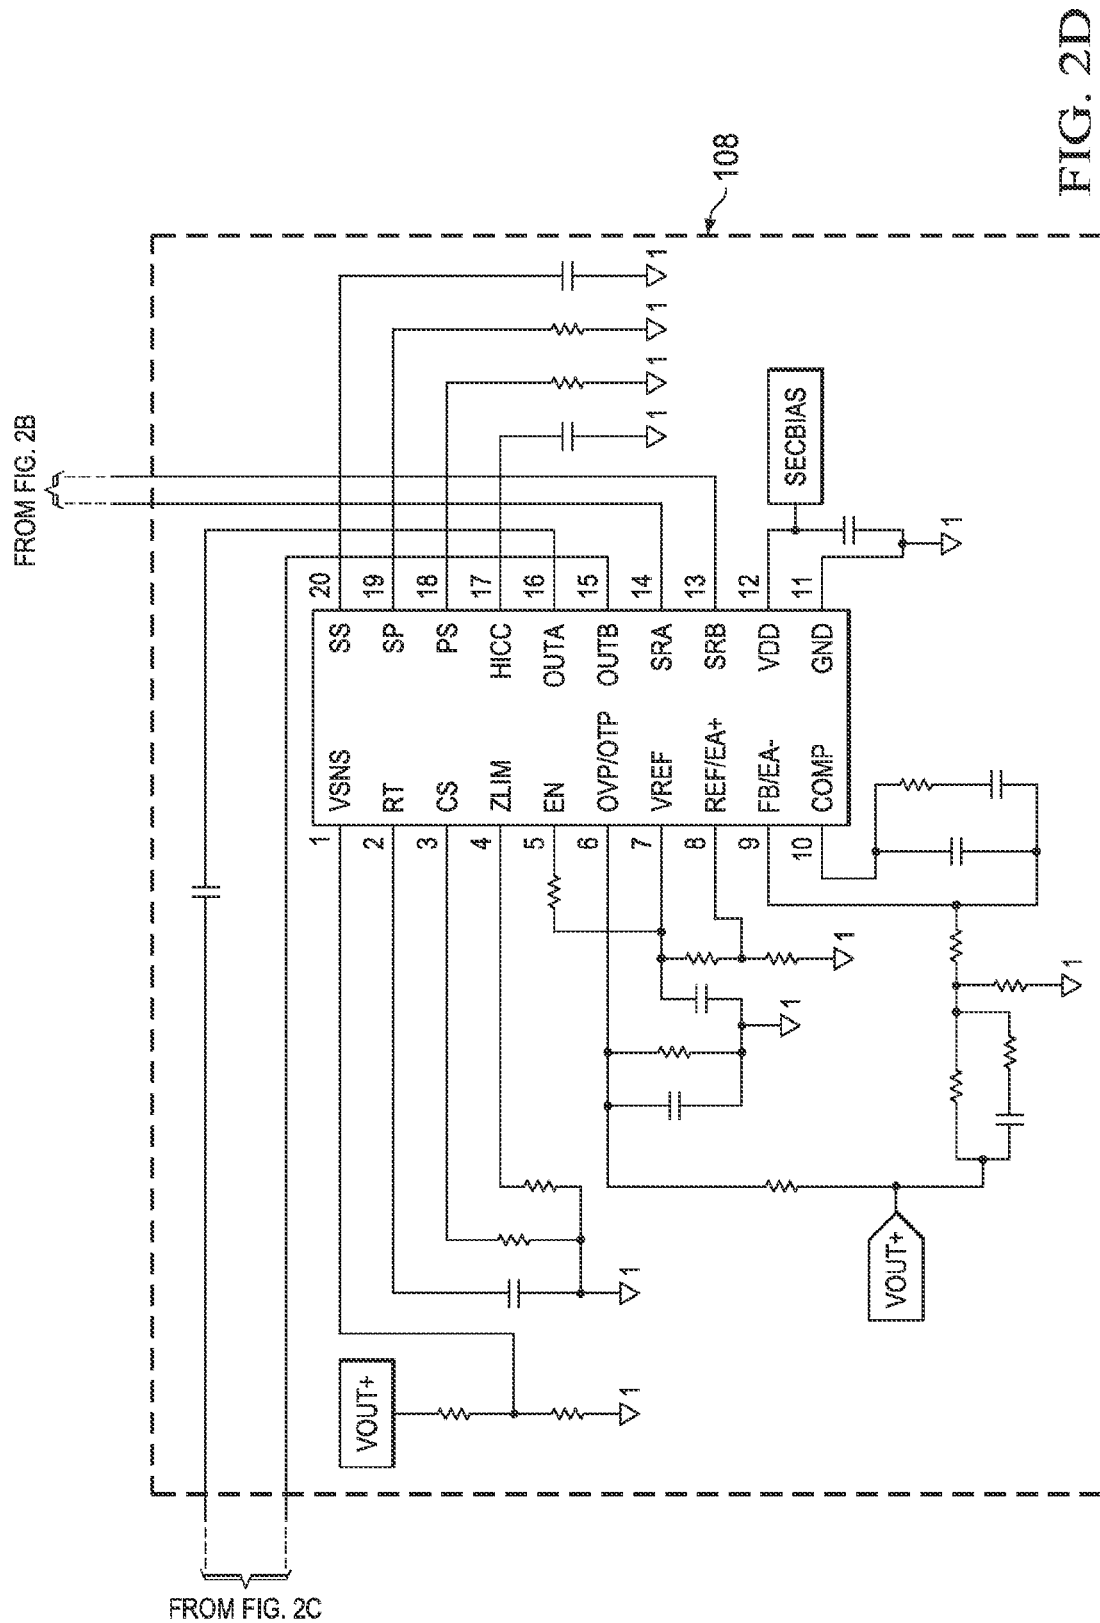 FROM FIG. 2C
FROM FIG. 2B
108
VOUT+
1
1
VSNS
RT
CS
ZLIM
EN
OVP/OTP
VREF
REF/EA+
FB/EA-
COMP
1
2
3
4
5
6
7
8
9
10
SS
SP
PS
HICC
OUTA
OUTB
SRA
SRB
VDD
GND
20
19
18
17
16
15
14
13
12
11
1
1
1
1
SECBIAS
1
1
1
1
VOUT+
FIG. 2D